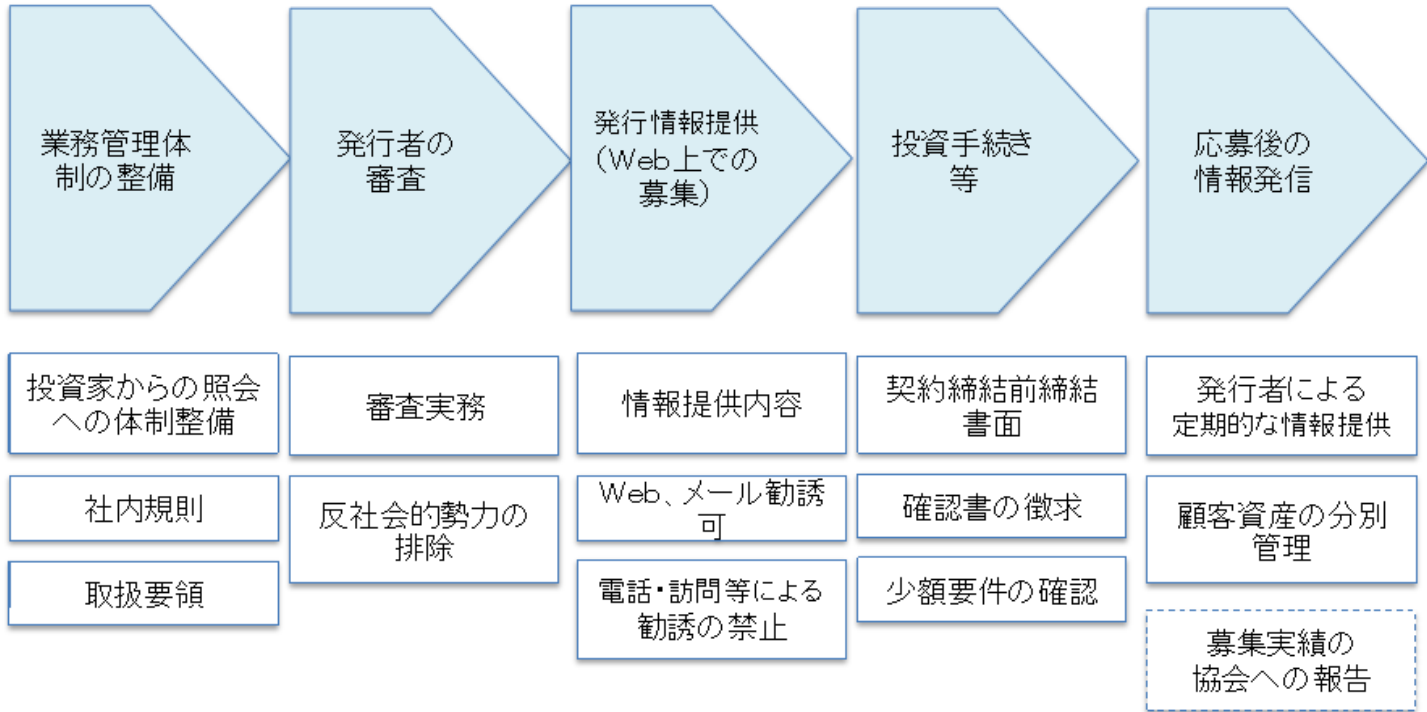 業務管理体
制の整備
発行者の
審査
発行情報提供
(Web上での
募集)
投資手続き
等
応募後の
情報発信
投資家からの照会
への体制整備
社内規則
取扱要領
審査実務
反社会的勢力の
排除
情報提供内容
Web、メール勧誘
可
電話・訪問等による
勧誘の禁止
契約締結前締結
書面
確認書の徴求
少額要件の確認
発行者による
定期的な情報提供
顧客資産の分別
管理
募集実績の
協会への報告